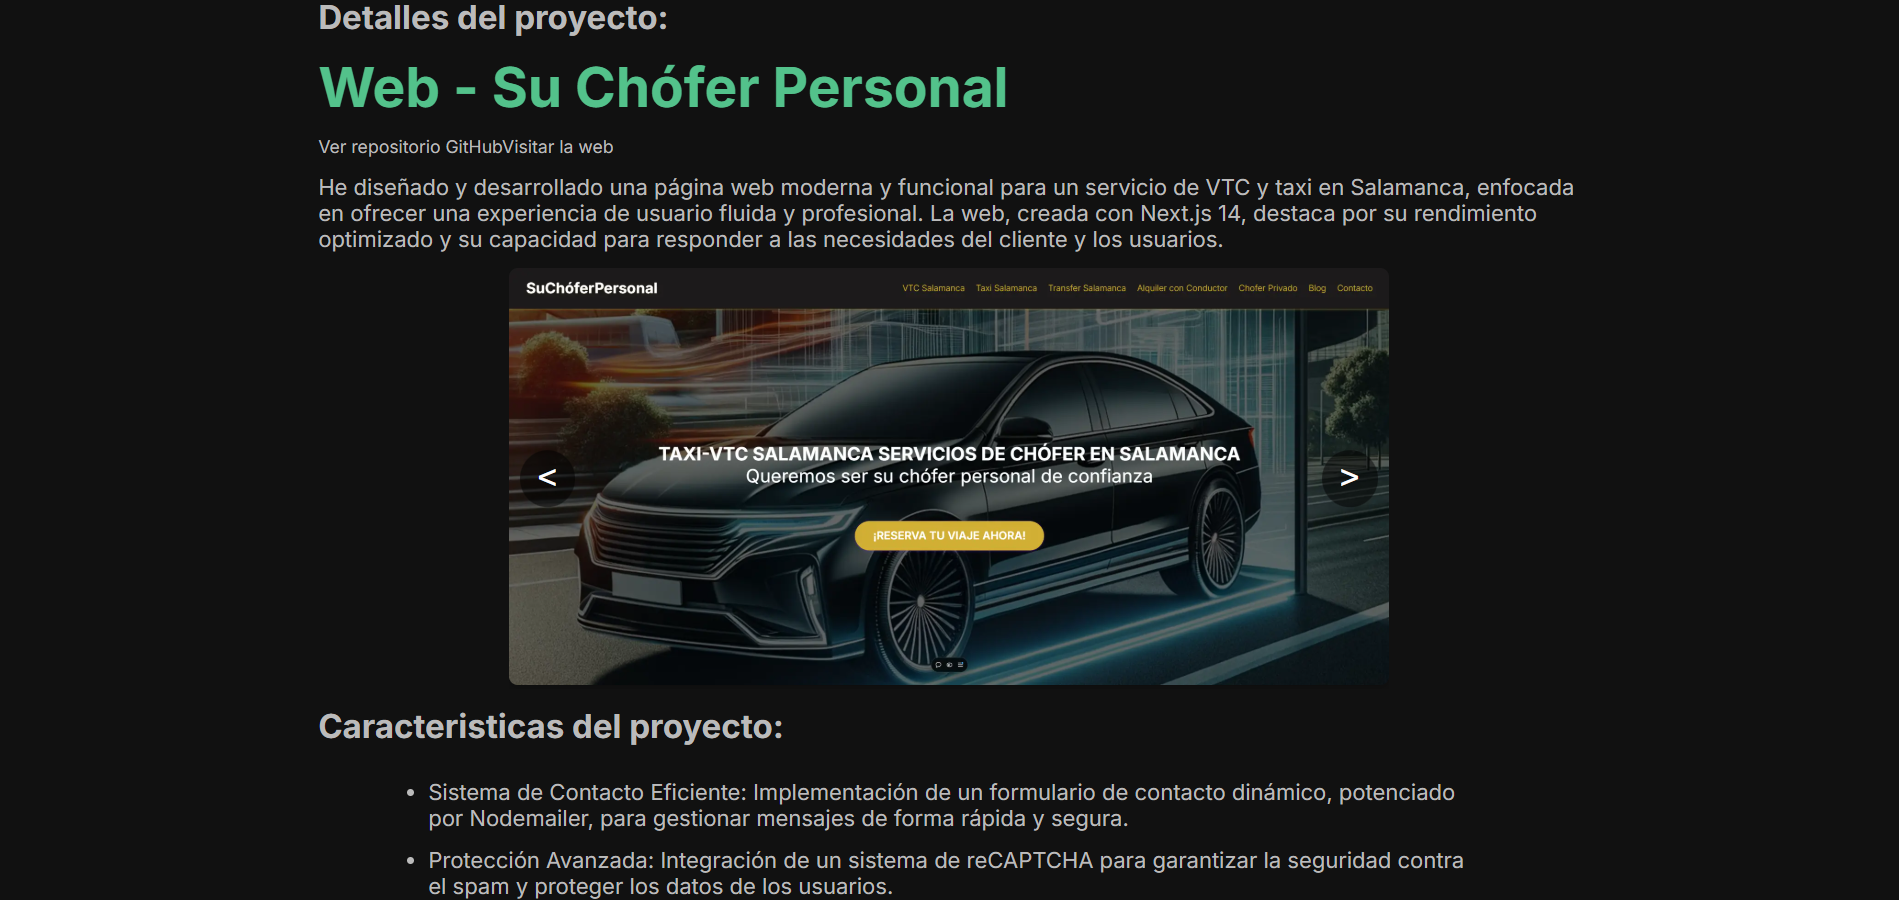 Detalles del proyecto:
Web - Su Chófer Personal
Ver repositorio GitHubVisitar la web
He diseñado y desarrollado una página web moderna y funcional para un servicio de VTC y taxi en Salamanca, enfocada
en ofrecer una experiencia de usuario fluida y profesional. La web, creada con Next.js 14, destaca por su rendimiento
optimizado y su capacidad para responder a las necesidades del cliente y los usuarios.
SuChóferPersonal
VTC Salamanca Taxi Salamanca Transfer Salamanca Alquiler con Conductor Chofer Privado Blog Contacto
TAXI-VTC SALAMANCA SERVICIOS DE CHÓFER EN SALAMANCA
Queremos ser su chófer personal de confianza
< >
¡RESERVA TU VIAJE AHORA!
Caracteristicas del proyecto:
• Sistema de Contacto Eficiente: Implementación de un formulario de contacto dinámico, potenciado
por Nodemailer, para gestionar mensajes de forma rápida y segura.
• Protección Avanzada: Integración de un sistema de reCAPTCHA para garantizar la seguridad contra
el spam y proteger los datos de los usuarios.